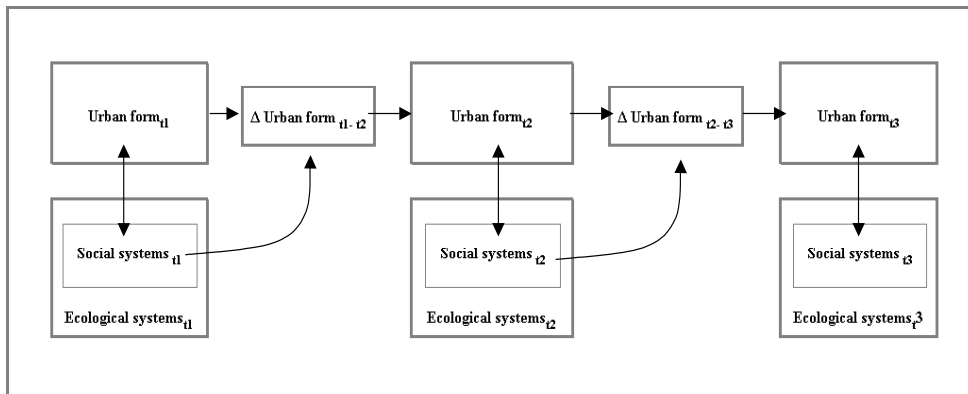 Urban form t1
Δ Urban form t1- t2
Urban form t2
Δ Urban form t2- t3
Urban form t3
Social systems t1
Social systems t2
Social systems t3
Ecological systems t1
Ecological systems t2
Ecological systems t3